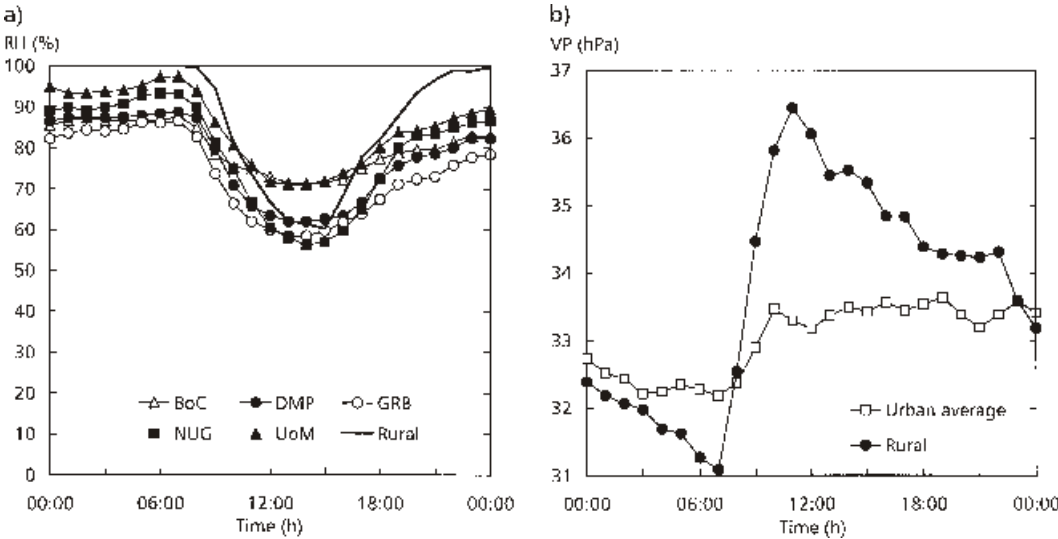 a)
RH (%)
100
90
80
70
60
50
40
30
20
80
0
BoC
DMP
GRB
NUG
UoM
Rural
00:00
06:00
12:00
18:00
00:00
Time (h)
b)
VP (hPa)
37
36
35
34
33
32
31
Urban average
Rural
00:00
06:00
12:00
18:00
00:00
Time (h)